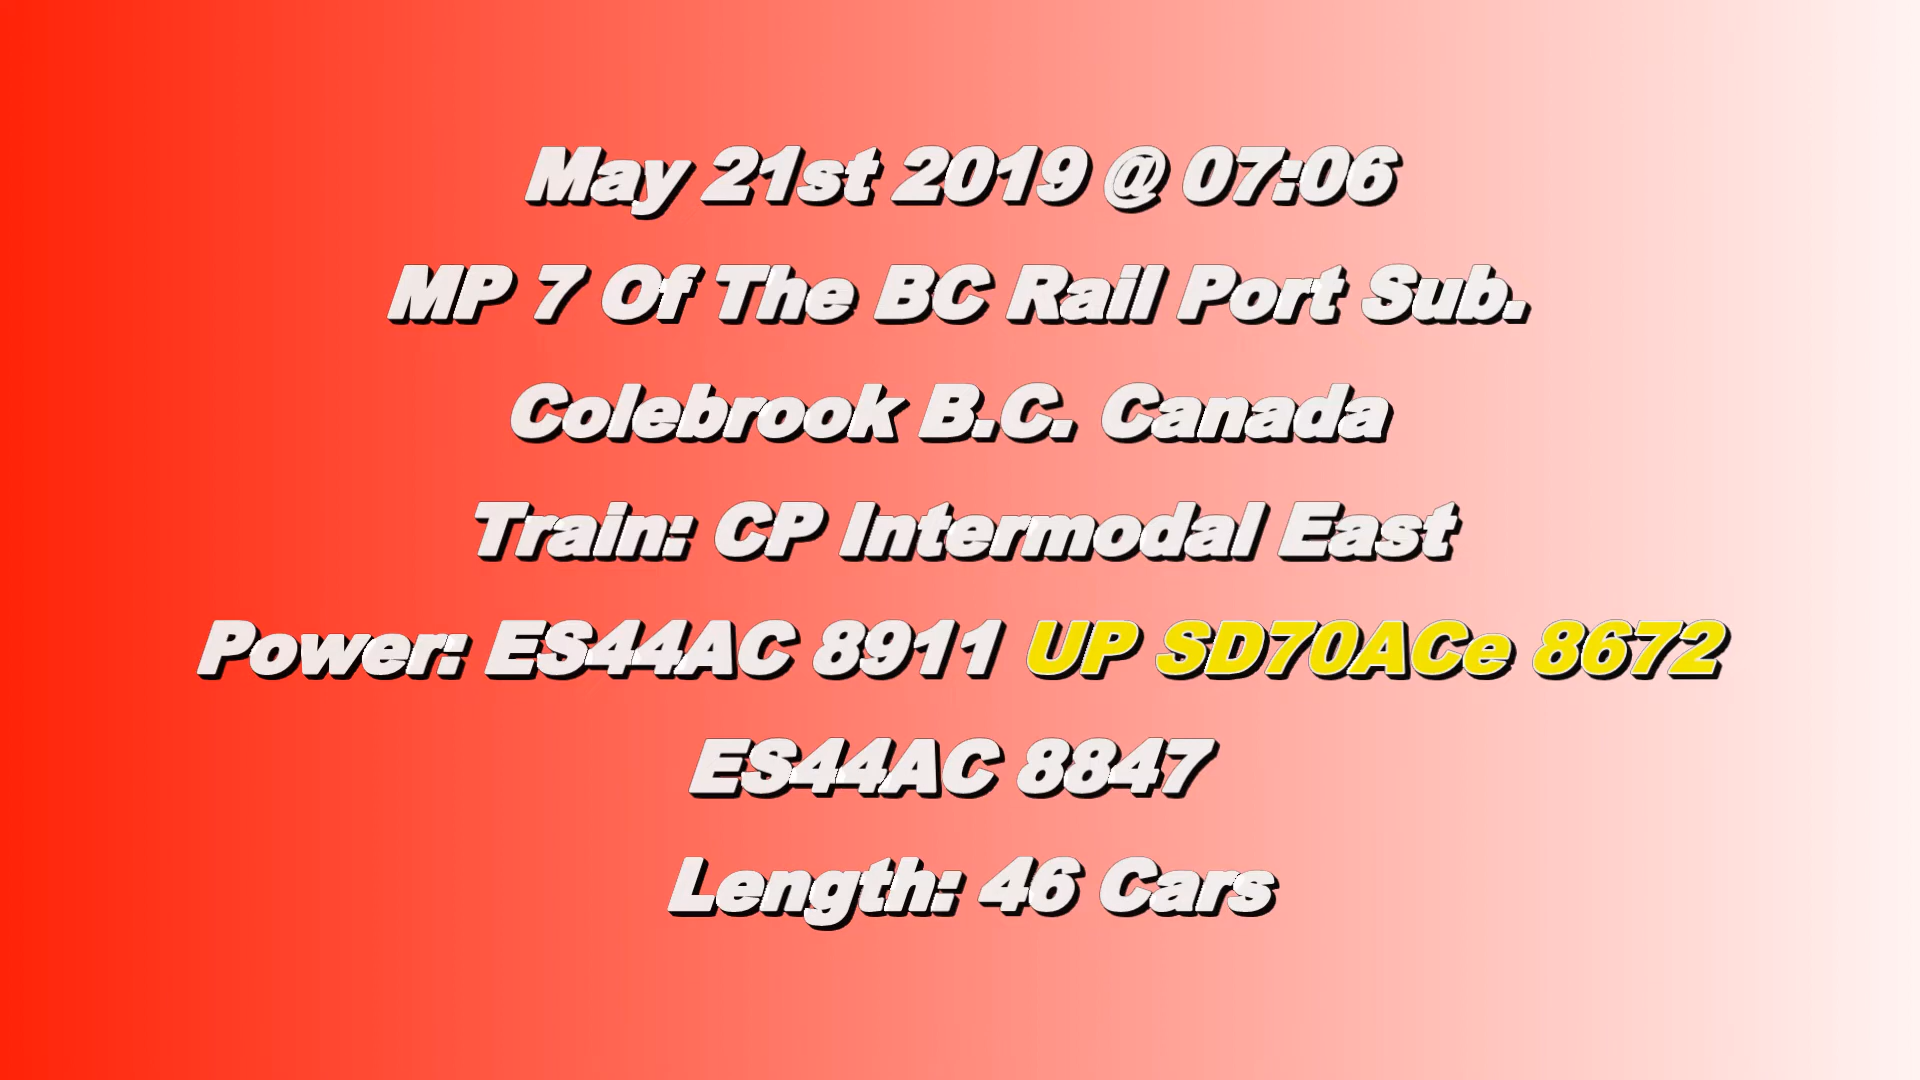 May 21st 2019 @ 07:06
MP 7 Of The BC Rail Port Sub.
Colebrook B.C. Canada
Train: CP Intermodal East
Power: ES44AC 8911 UP SD70ACe 8672
ES44AC 8847
Length: 46 Cars